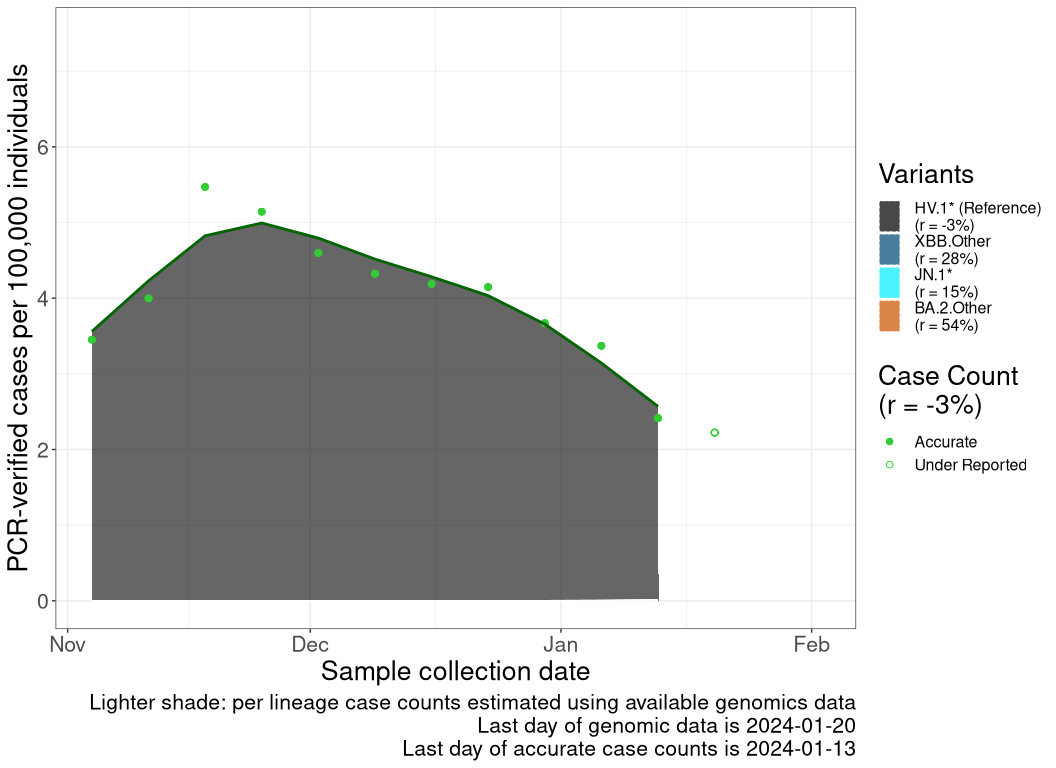 PCR-verified cases per 100,000 individuals
6
4
2
0
Nov
Dec
Jan
Feb
Sample collection date
Lighter shade: per lineage case counts estimated using available genomics data
Last day of genomic data is 2024-01-20
Last day of accurate case counts is 2024-01-13
Variants
HV.1* (Reference)
(r = -3%)
XBB.Other
(r = 28%)
JN.1*
(r = 15%)
BA.2.Other
(r = 54%)
Case Count
(r = -3%)
Accurate
Under Reported